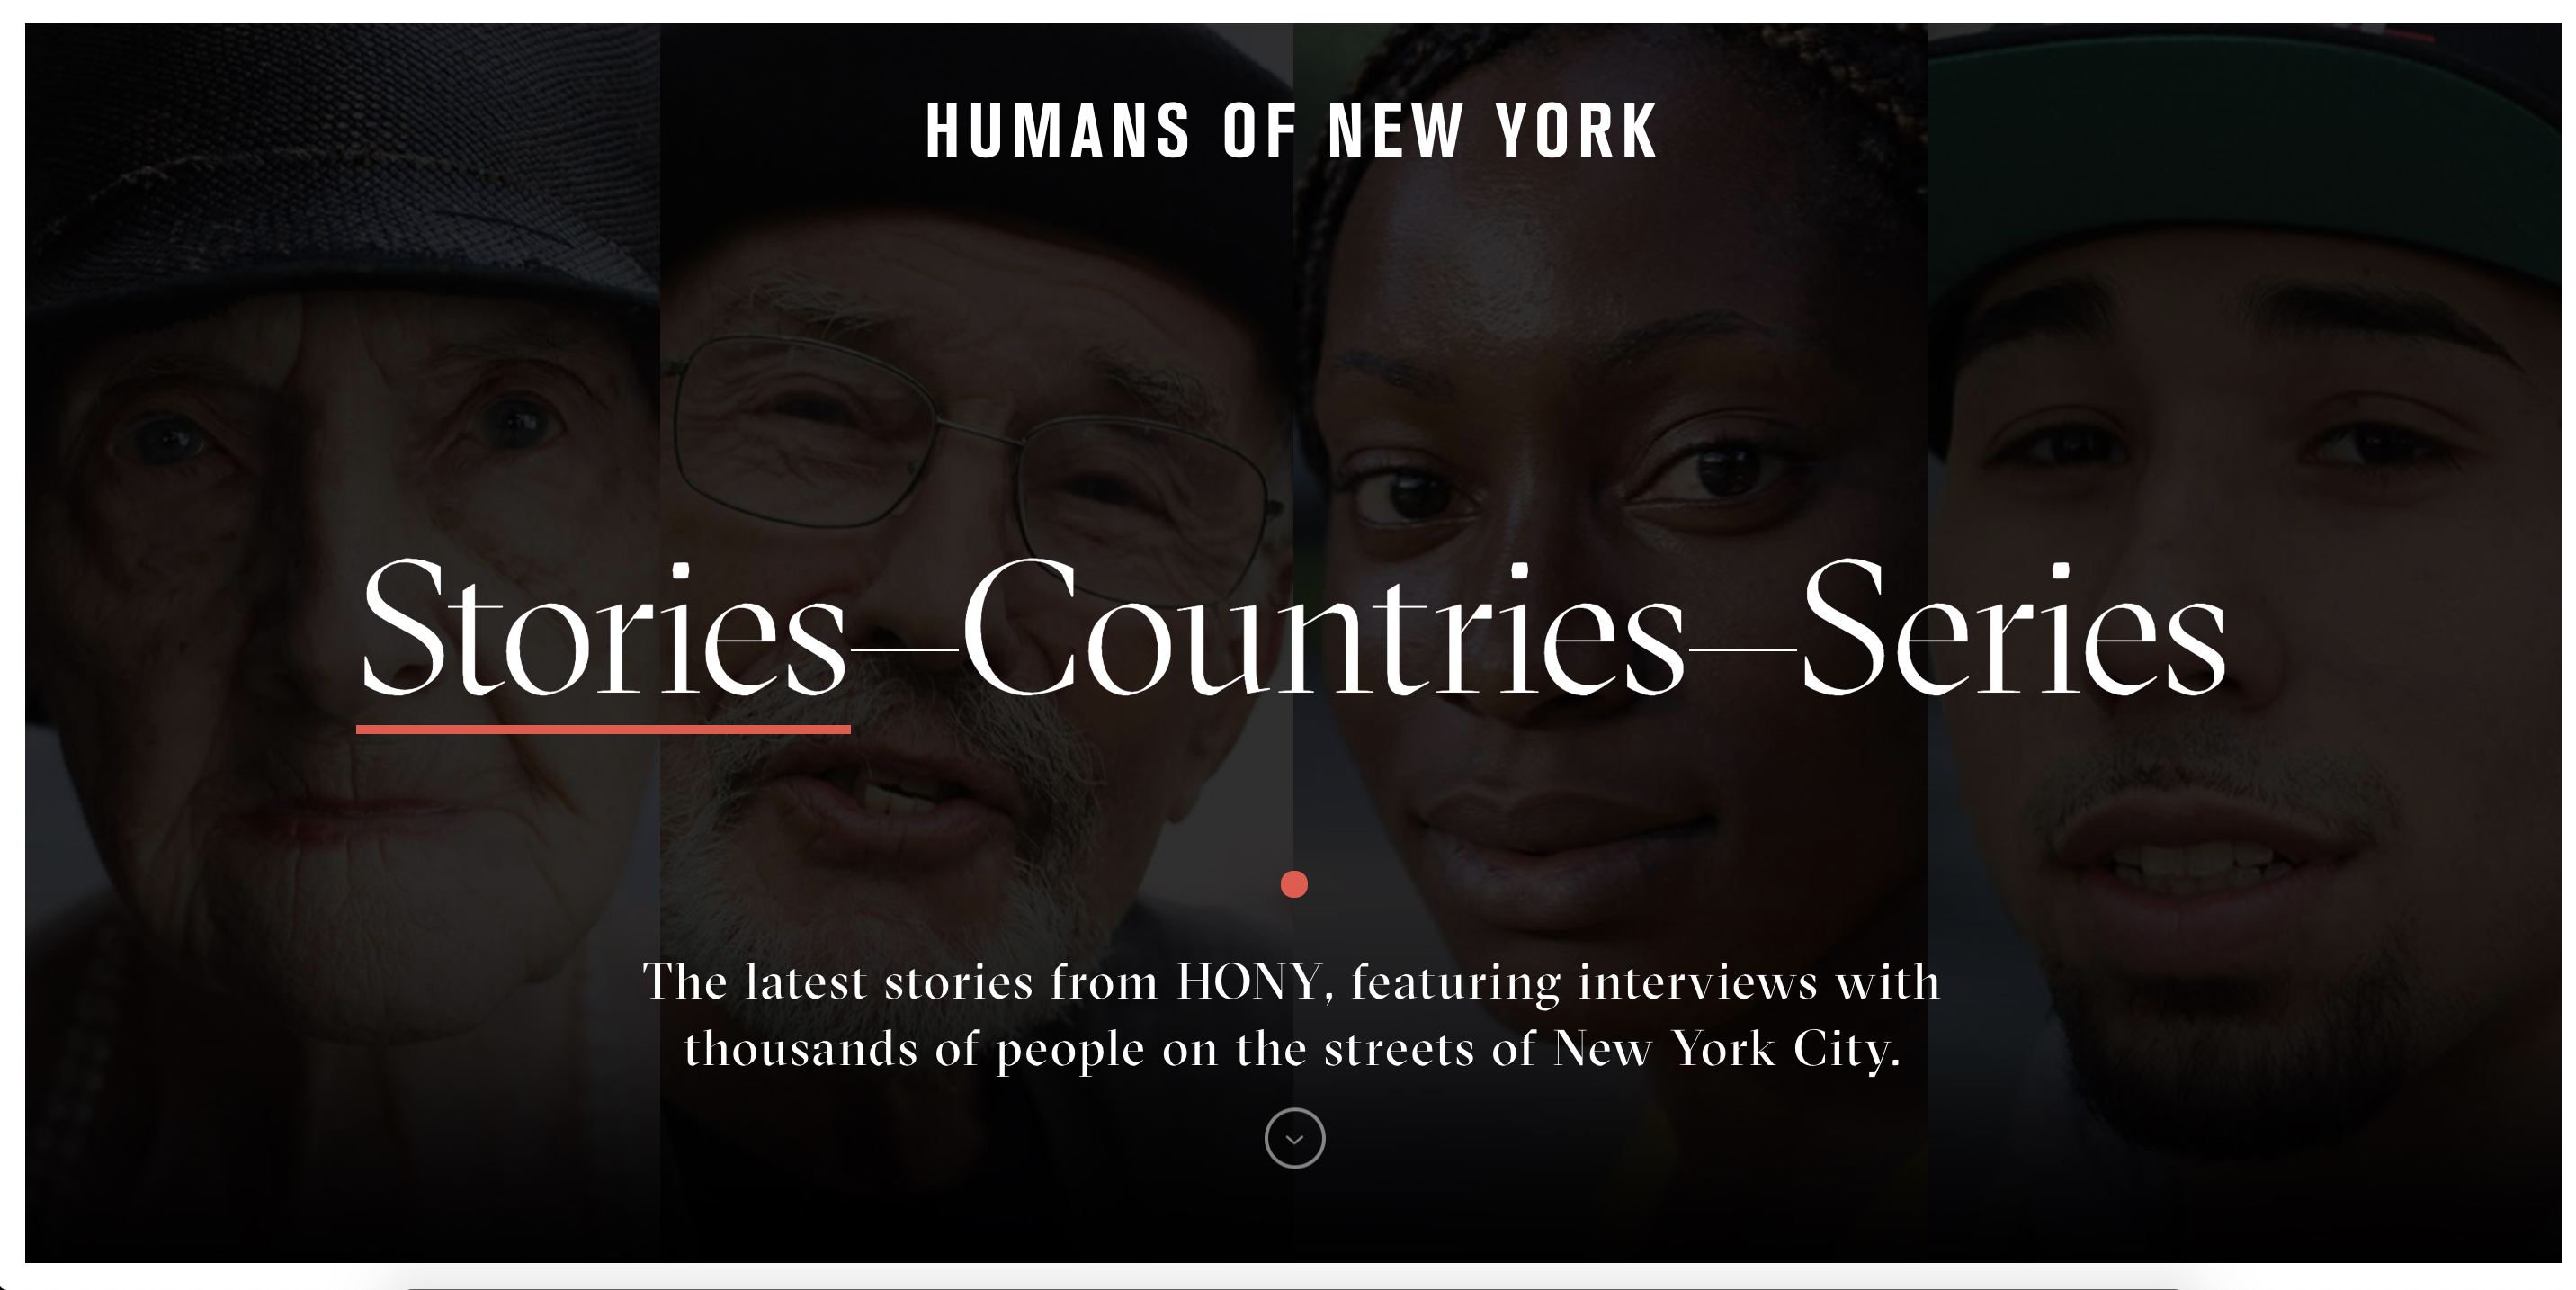 HUMANS OF NEW YORK
Stories—Countries—Series
The latest stories from HONY, featuring interviews with
thousands of people on the streets of New York City.